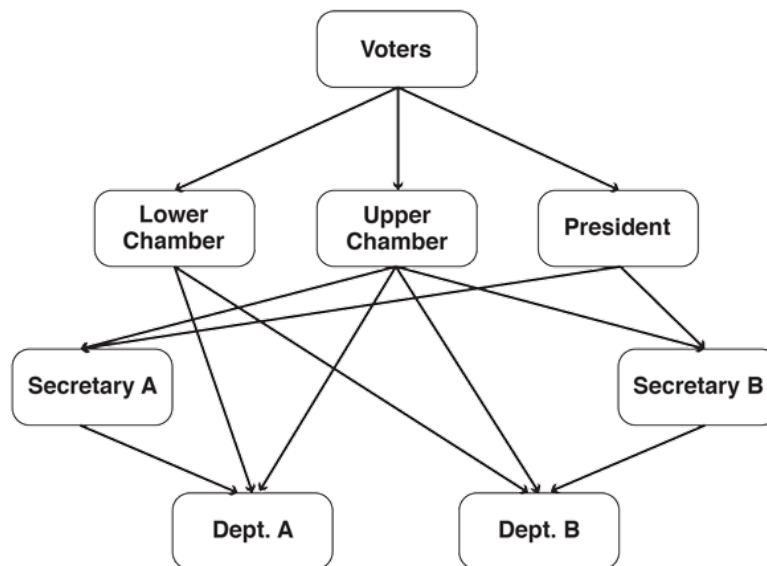 Voters
Lower
Chamber
Upper
Chamber
President
Secretary A
Secretary B
Dept. A
Dept. B